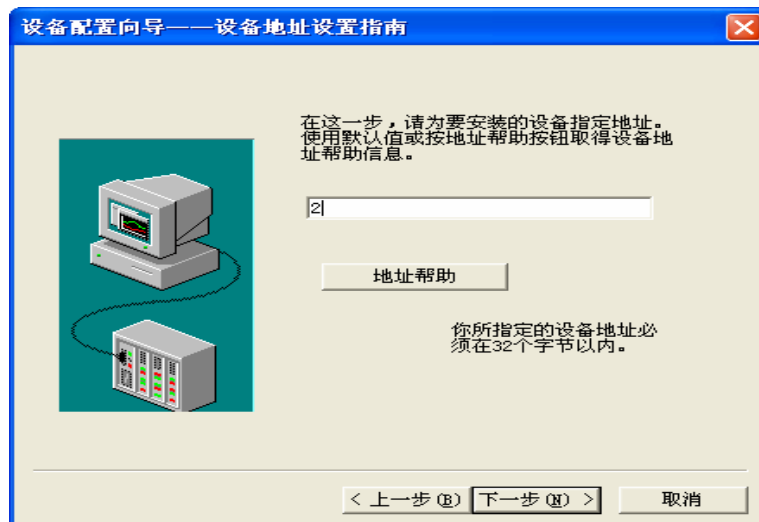 设备配置向导——设备地址设置指南
在这一步，请为要安装的设备指定地址。
使用默认值或按地址帮助按钮取得设备地
址帮助信息。
2
地址帮助
你所指定的设备地址必
须在32个字节以内。
< 上一步(B) 下一步(N) > 取消